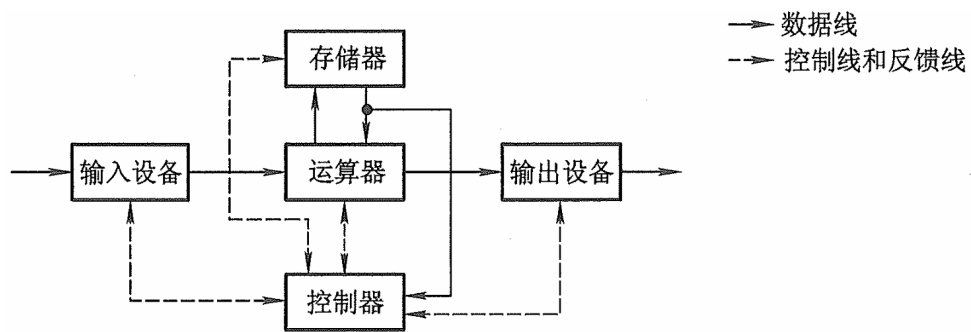 数据线
存储器
控制线和反馈线
输入设备
运算器
输出设备
控制器